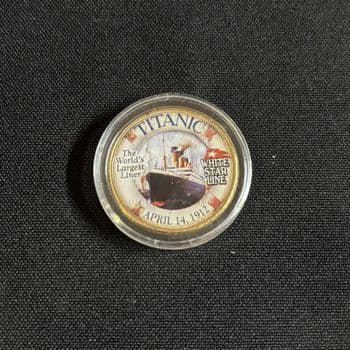 TITANIC
The
World's
Largest
Liner
WHITE
STAR
LINE
APRIL 14, 1912